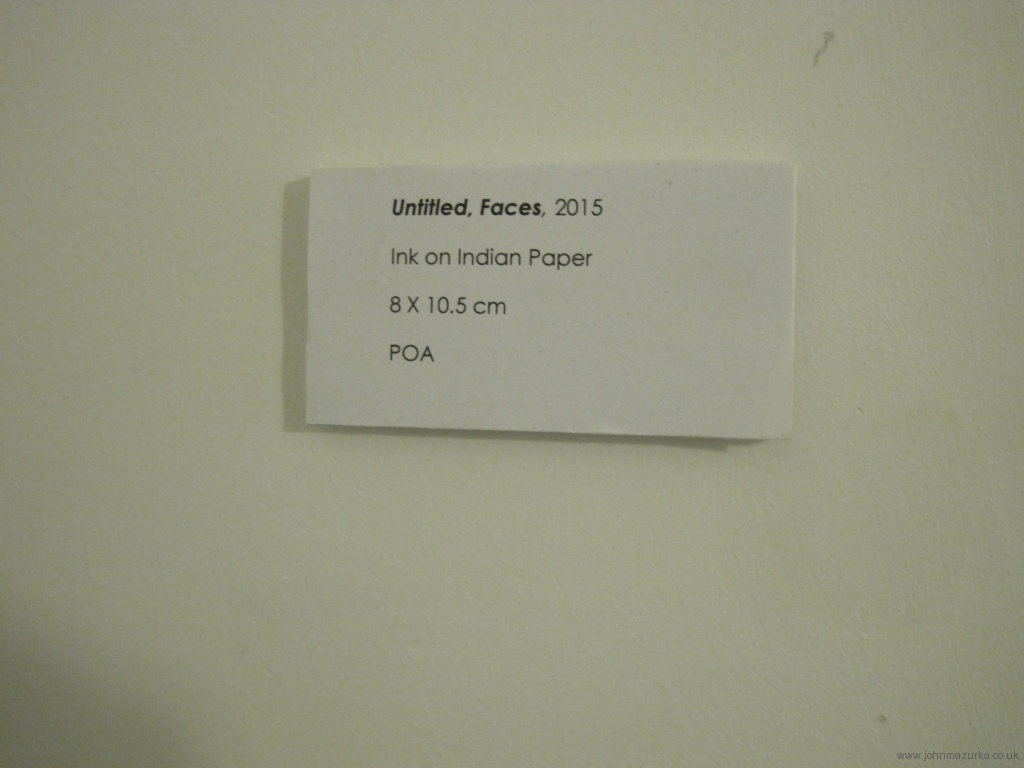 Untitled, Faces, 2015
Ink on Indian Paper
8 X 10.5 cm
POA
www.johnmazurka.co.uk